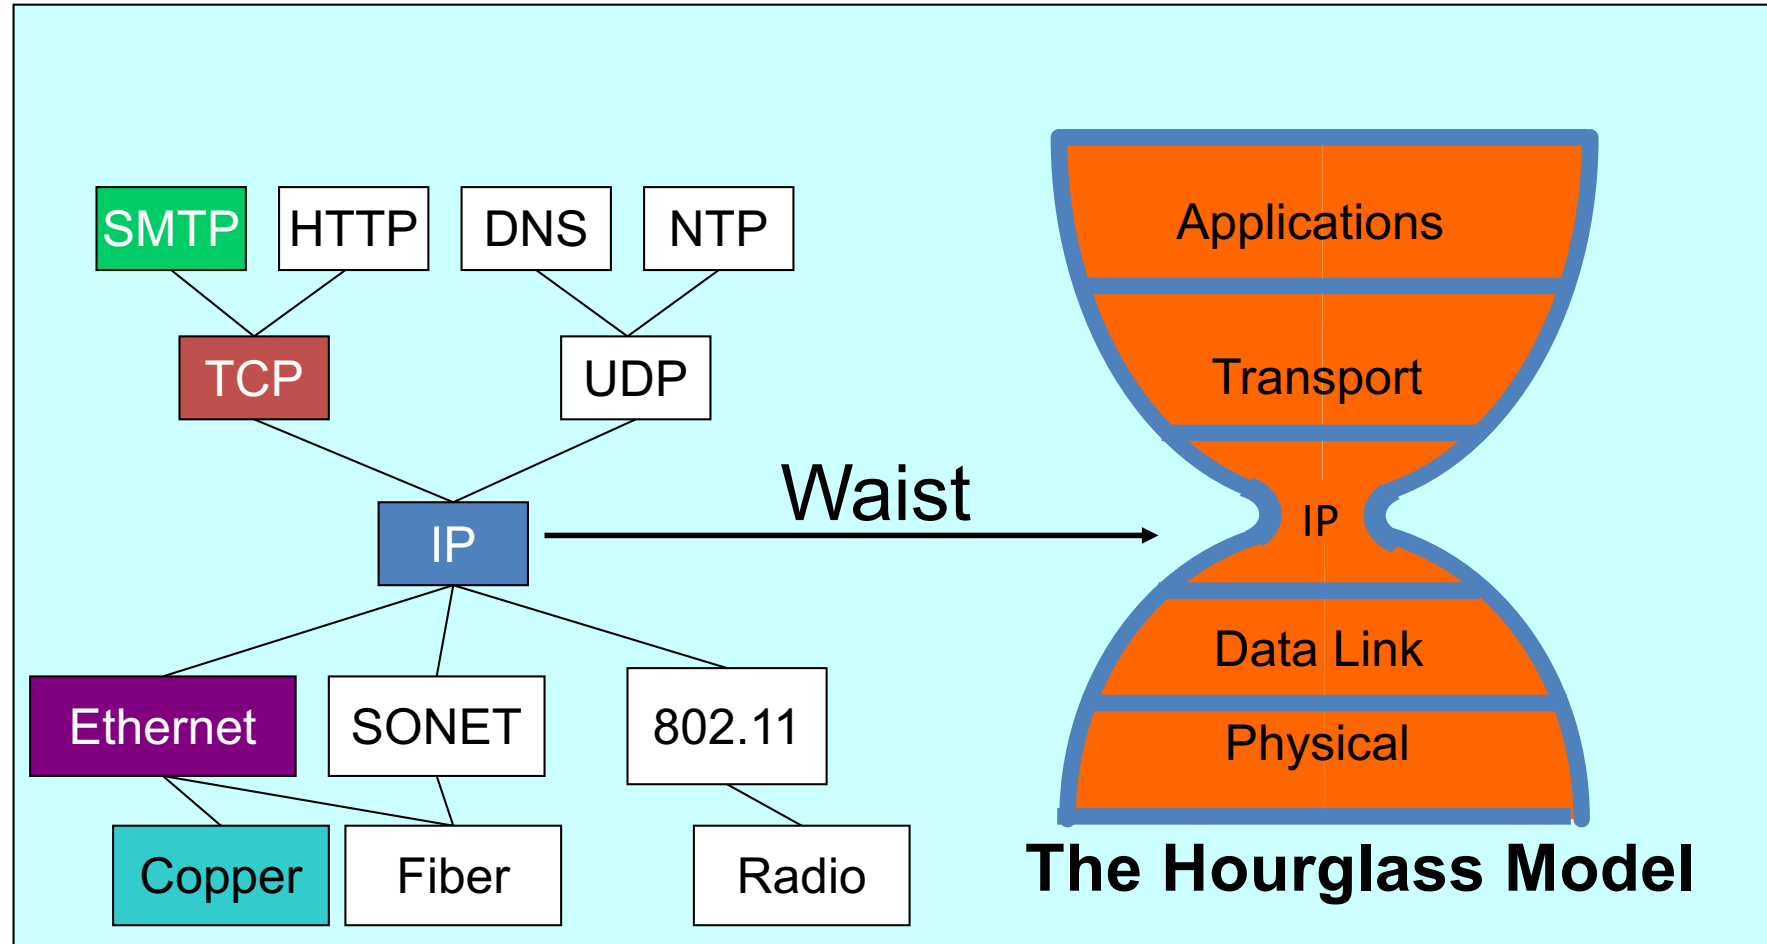 SMTP
HTTP
DNS
NTP
TCP
UDP
IP
Waist
Ethernet
SONET
802.11
Copper
Fiber
Radio
Applications
Transport
IP
Data Link
Physical
The Hourglass Model